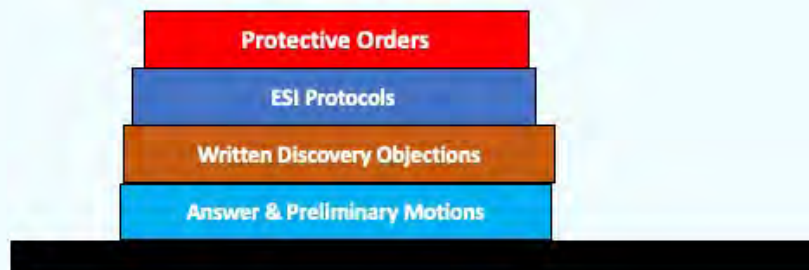 Protective Orders
ESI Protocols
Written Discovery Objections
Answer & Preliminary Motions